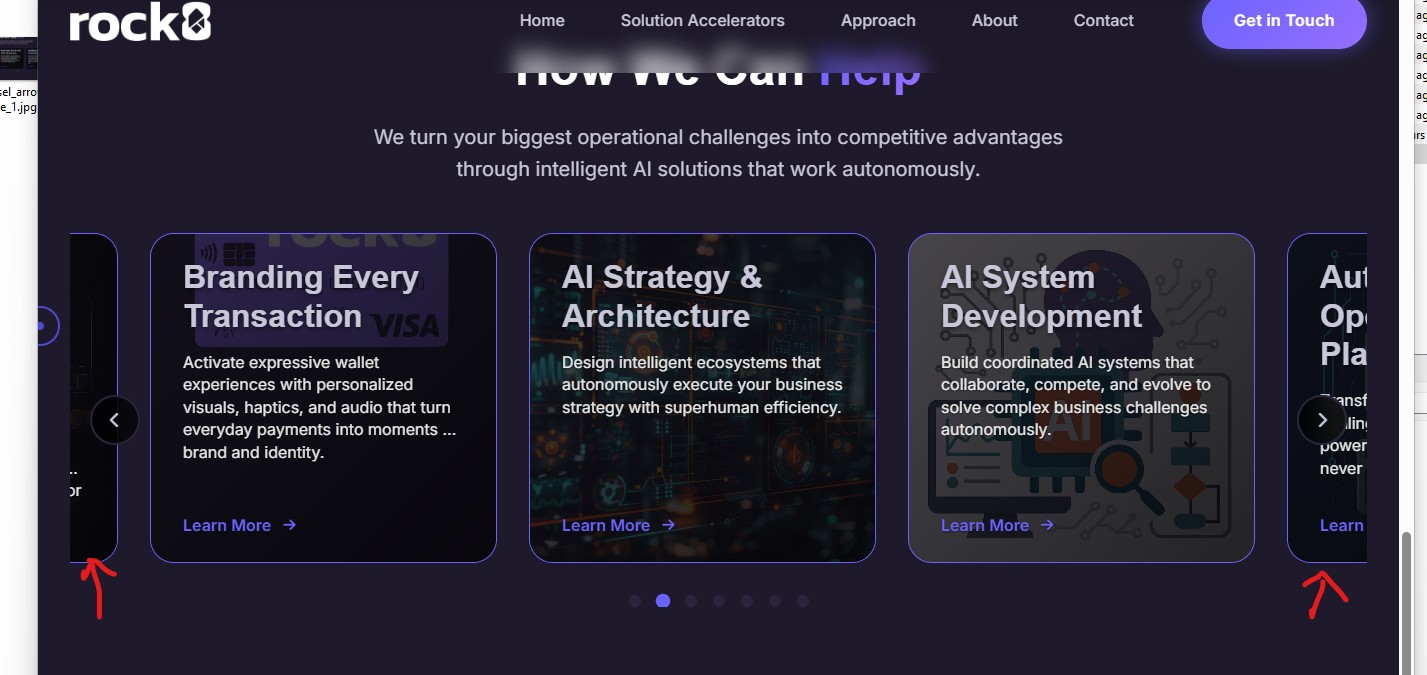 rock8
Home Solution Accelerators Approach About Contact Get in Touch
How We Can Help
sel_arro
e_1.jpg
We turn your biggest operational challenges into competitive advantages
through intelligent AI solutions that work autonomously.
rock8
VISA
Branding Every
Transaction
Activate expressive wallet
experiences with personalized
visuals, haptics, and audio that turn
everyday payments into moments ...
brand and identity.
Learn More
AI Strategy &
Architecture
Design intelligent ecosystems that
autonomously execute your business
strategy with superhuman efficiency.
Learn More
AI System
Development
AI
Build coordinated AI systems that
collaborate, compete, and evolve to
solve complex business challenges
autonomously.
Learn More
Aut
Ope
Pla
Transf
ling
power
never
Learn
..
or
ag
ag
ag
ag
ag
ag
urs